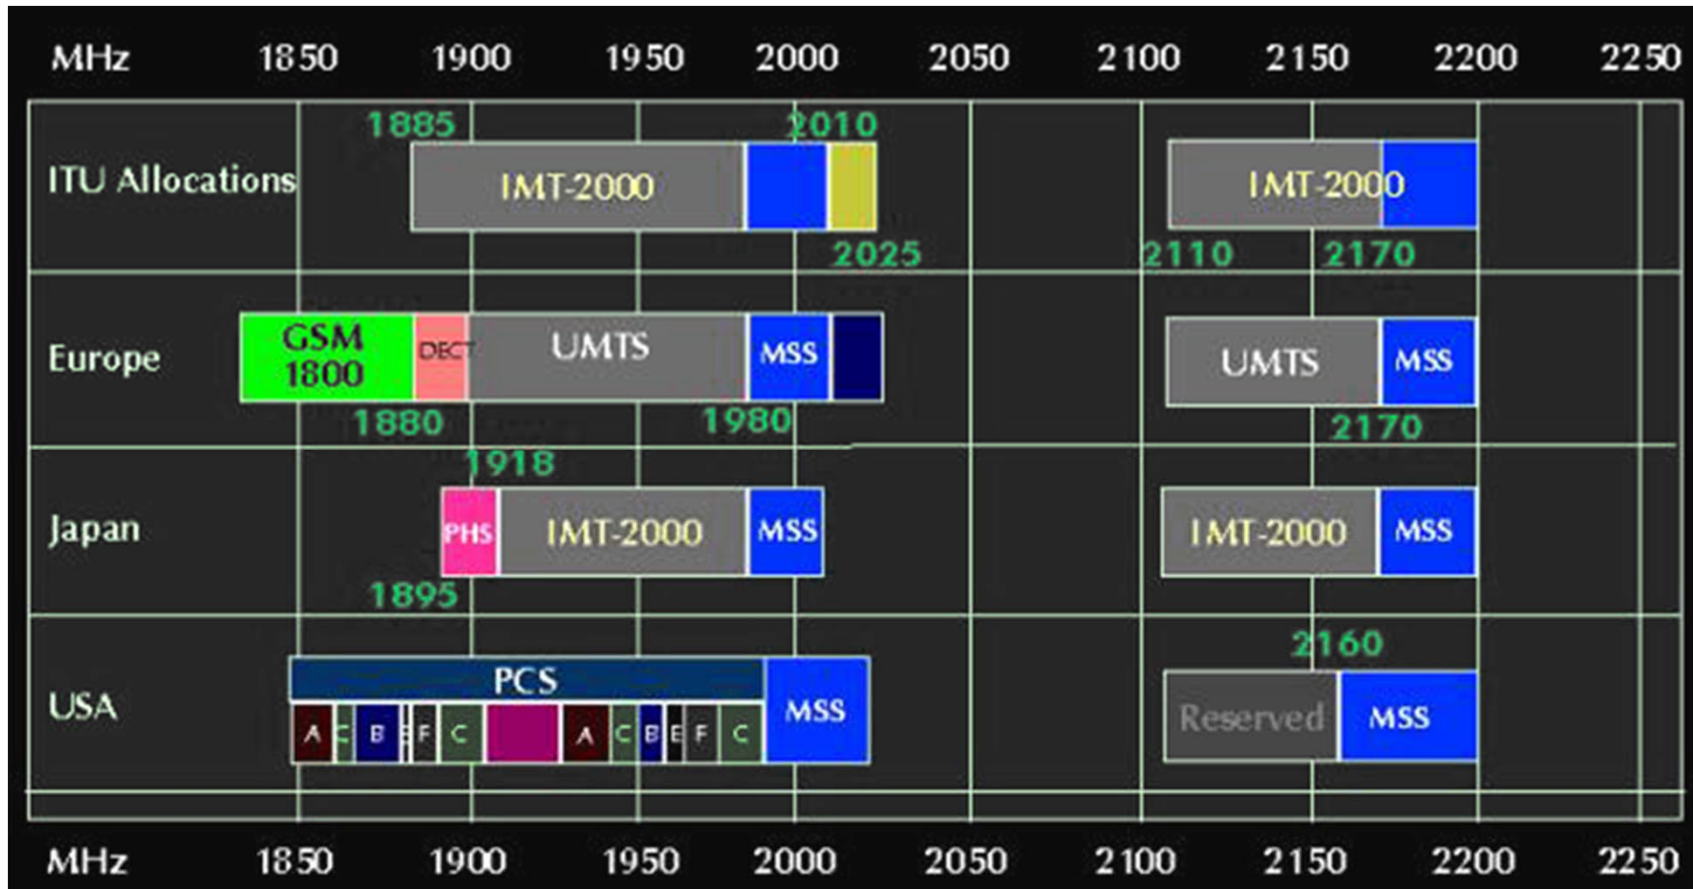 MHz 1850 1900 1950 2000 2050 2100 2150 2200 2250
1885 2010
ITU Allocations IMT-2000 IMT-2000
2025 2110 2170
Europe GSM 1800 DECT UMTS MSS UMTS MSS
1880 1980 2170
1918
Japan PHS IMT-2000 MSS IMT-2000 MSS
1895
2160
PCS
USA MSS Reserved MSS
A C B E F C A C B E F C
MHz 1850 1900 1950 2000 2050 2100 2150 2200 2250